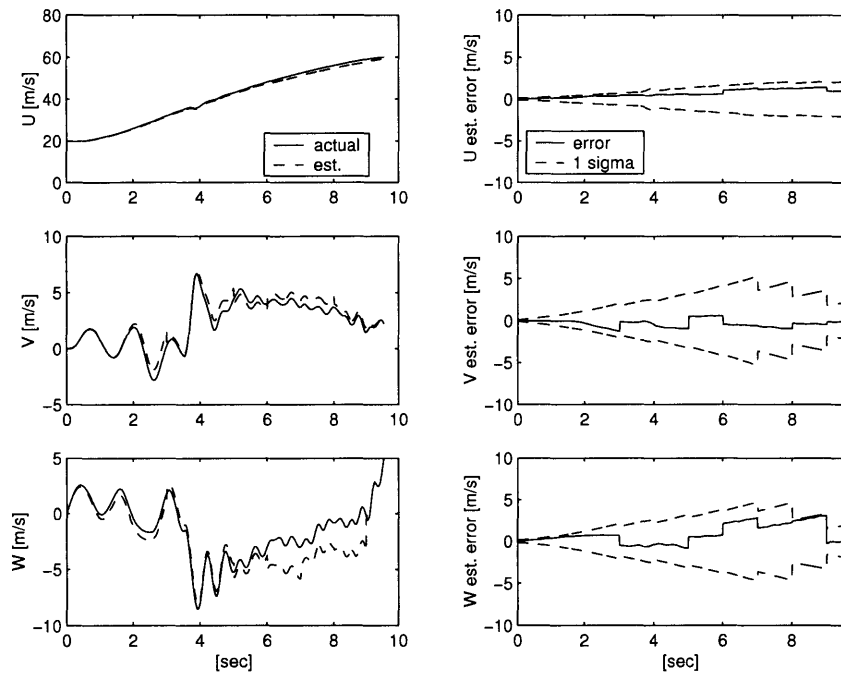 80
60
40
20
0
U [m/s]
actual
est.
0 2 4 6 8 10
10
5
0
-5
-10
U est. error [m/s]
error
1 sigma
0 2 4 6 8
10
5
0
-5
V [m/s]
0 2 4 6 8 10
10
5
0
-5
-10
V est. error [m/s]
0 2 4 6 8
5
0
-5
-10
W [m/s]
0 2 4 6 8 10
[sec]
10
5
0
-5
-10
W est. error [m/s]
0 2 4 6 8
[sec]